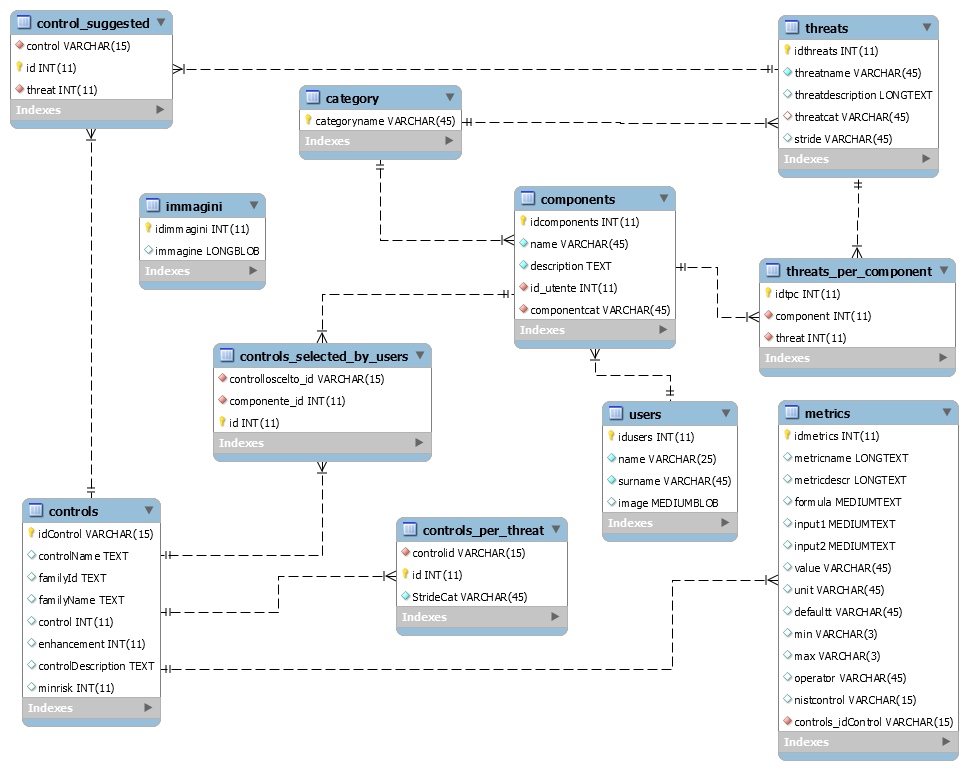 control_suggested
control VARCHAR(15)
id INT(11)
threat INT(11)
Indexes
threats
idthreats INT(11)
threatname VARCHAR(45)
threatdescription LONGTEXT
threatcat VARCHAR(45)
stride VARCHAR(45)
Indexes
category
categoryname VARCHAR(45)
Indexes
immagini
idimmagini INT(11)
immagine LONGBLOB
Indexes
components
idcomponents INT(11)
name VARCHAR(45)
description TEXT
id_utente INT(11)
componentcat VARCHAR(45)
Indexes
threats_per_component
idtpc INT(11)
component INT(11)
threat INT(11)
Indexes
controls_selected_by_users
controlloscelto_id VARCHAR(15)
componente_id INT(11)
id INT(11)
Indexes
users
idusers INT(11)
name VARCHAR(25)
surname VARCHAR(45)
image MEDIUMBLOB
Indexes
metrics
idmetrics INT(11)
metricname LONGTEXT
metricdescr LONGTEXT
formula MEDIUMTEXT
input1 MEDIUMTEXT
input2 MEDIUMTEXT
value VARCHAR(45)
unit VARCHAR(45)
defaultt VARCHAR(45)
min VARCHAR(3)
max VARCHAR(3)
operator VARCHAR(45)
nistcontrol VARCHAR(15)
controls_idControl VARCHAR(15)
Indexes
controls
idControl VARCHAR(15)
controlName TEXT
familyId TEXT
familyName TEXT
control INT(11)
enhancement INT(11)
controlDescription TEXT
minrisk INT(11)
Indexes
controls_per_threat
controlid VARCHAR(15)
id INT(11)
StrideCat VARCHAR(45)
Indexes